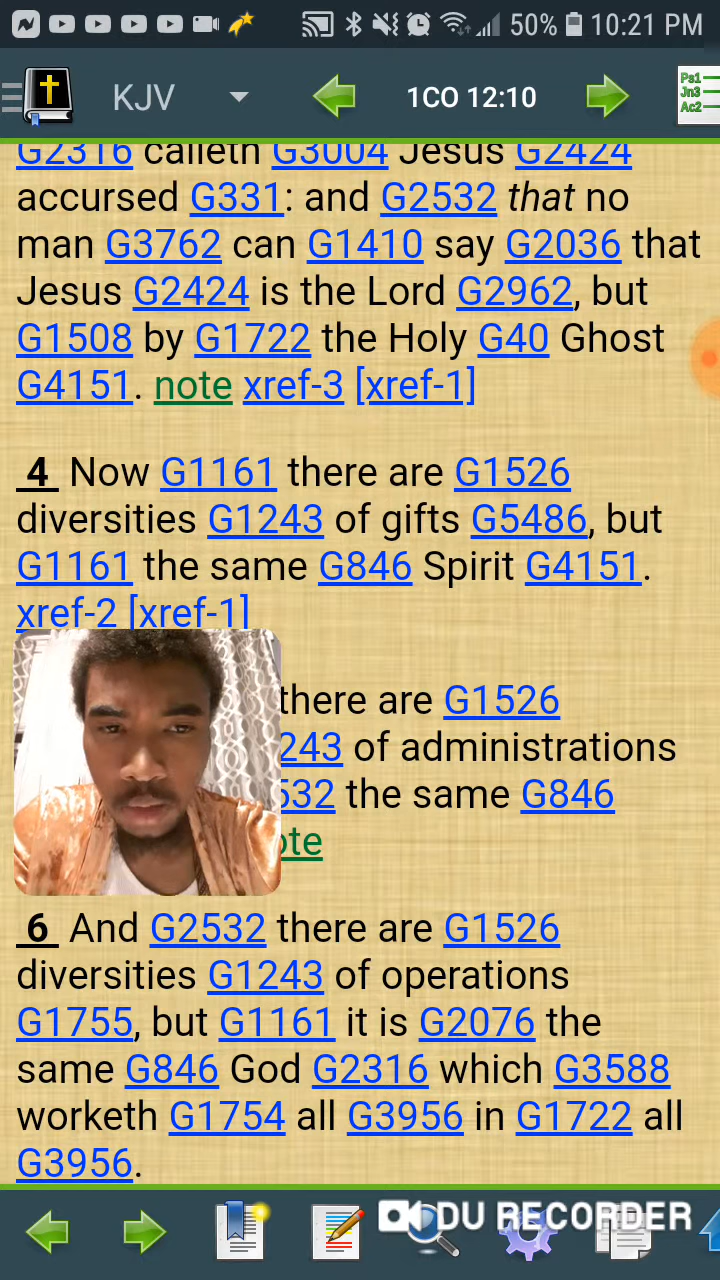 50% 10:21 PM
KJV 1CO 12:10 Ps1
Jn3
Ac2
G2316 calleth G3004 Jesus G2424
accursed G331: and G2532 that no
man G3762 can G1410 say G2036 that
Jesus G2424 is the Lord G2962, but
G1508 by G1722 the Holy G40 Ghost
G4151. note xref-3 [xref-1]
4 Now G1161 there are G1526
diversities G1243 of gifts G5486, but
G1161 the same G846 Spirit G4151.
xref-2 [xref-1]
there are G1526
243 of administrations
532 the same G846
ote
6 And G2532 there are G1526
diversities G1243 of operations
G1755, but G1161 it is G2076 the
same G846 God G2316 which G3588
worketh G1754 all G3956 in G1722 all
G3956.
DU RECORDER